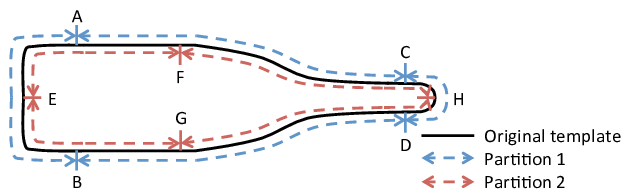 A
C
F
E
H
G
D
B
Original template
Partition 1
Partition 2